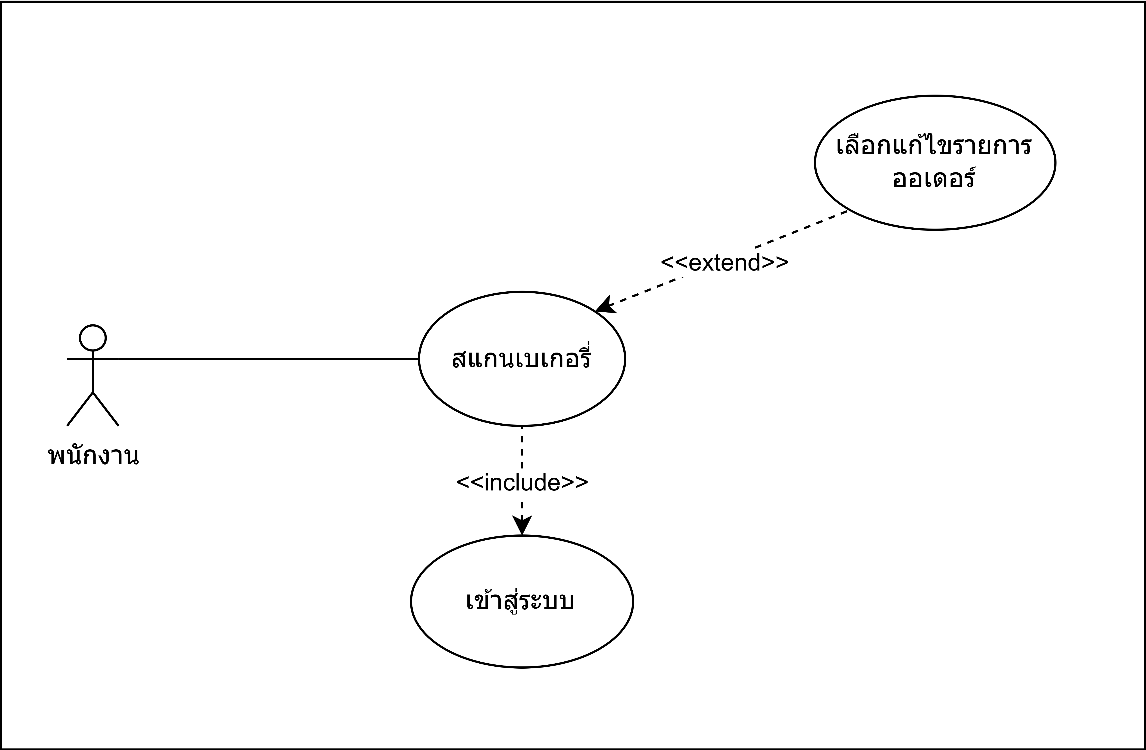 เลือกแก้ไขรายการ
ออเดอร์
<<extend>>
สแกนเบเกอรี่
พนักงาน
<<include>>
เข้าสู่ระบบ